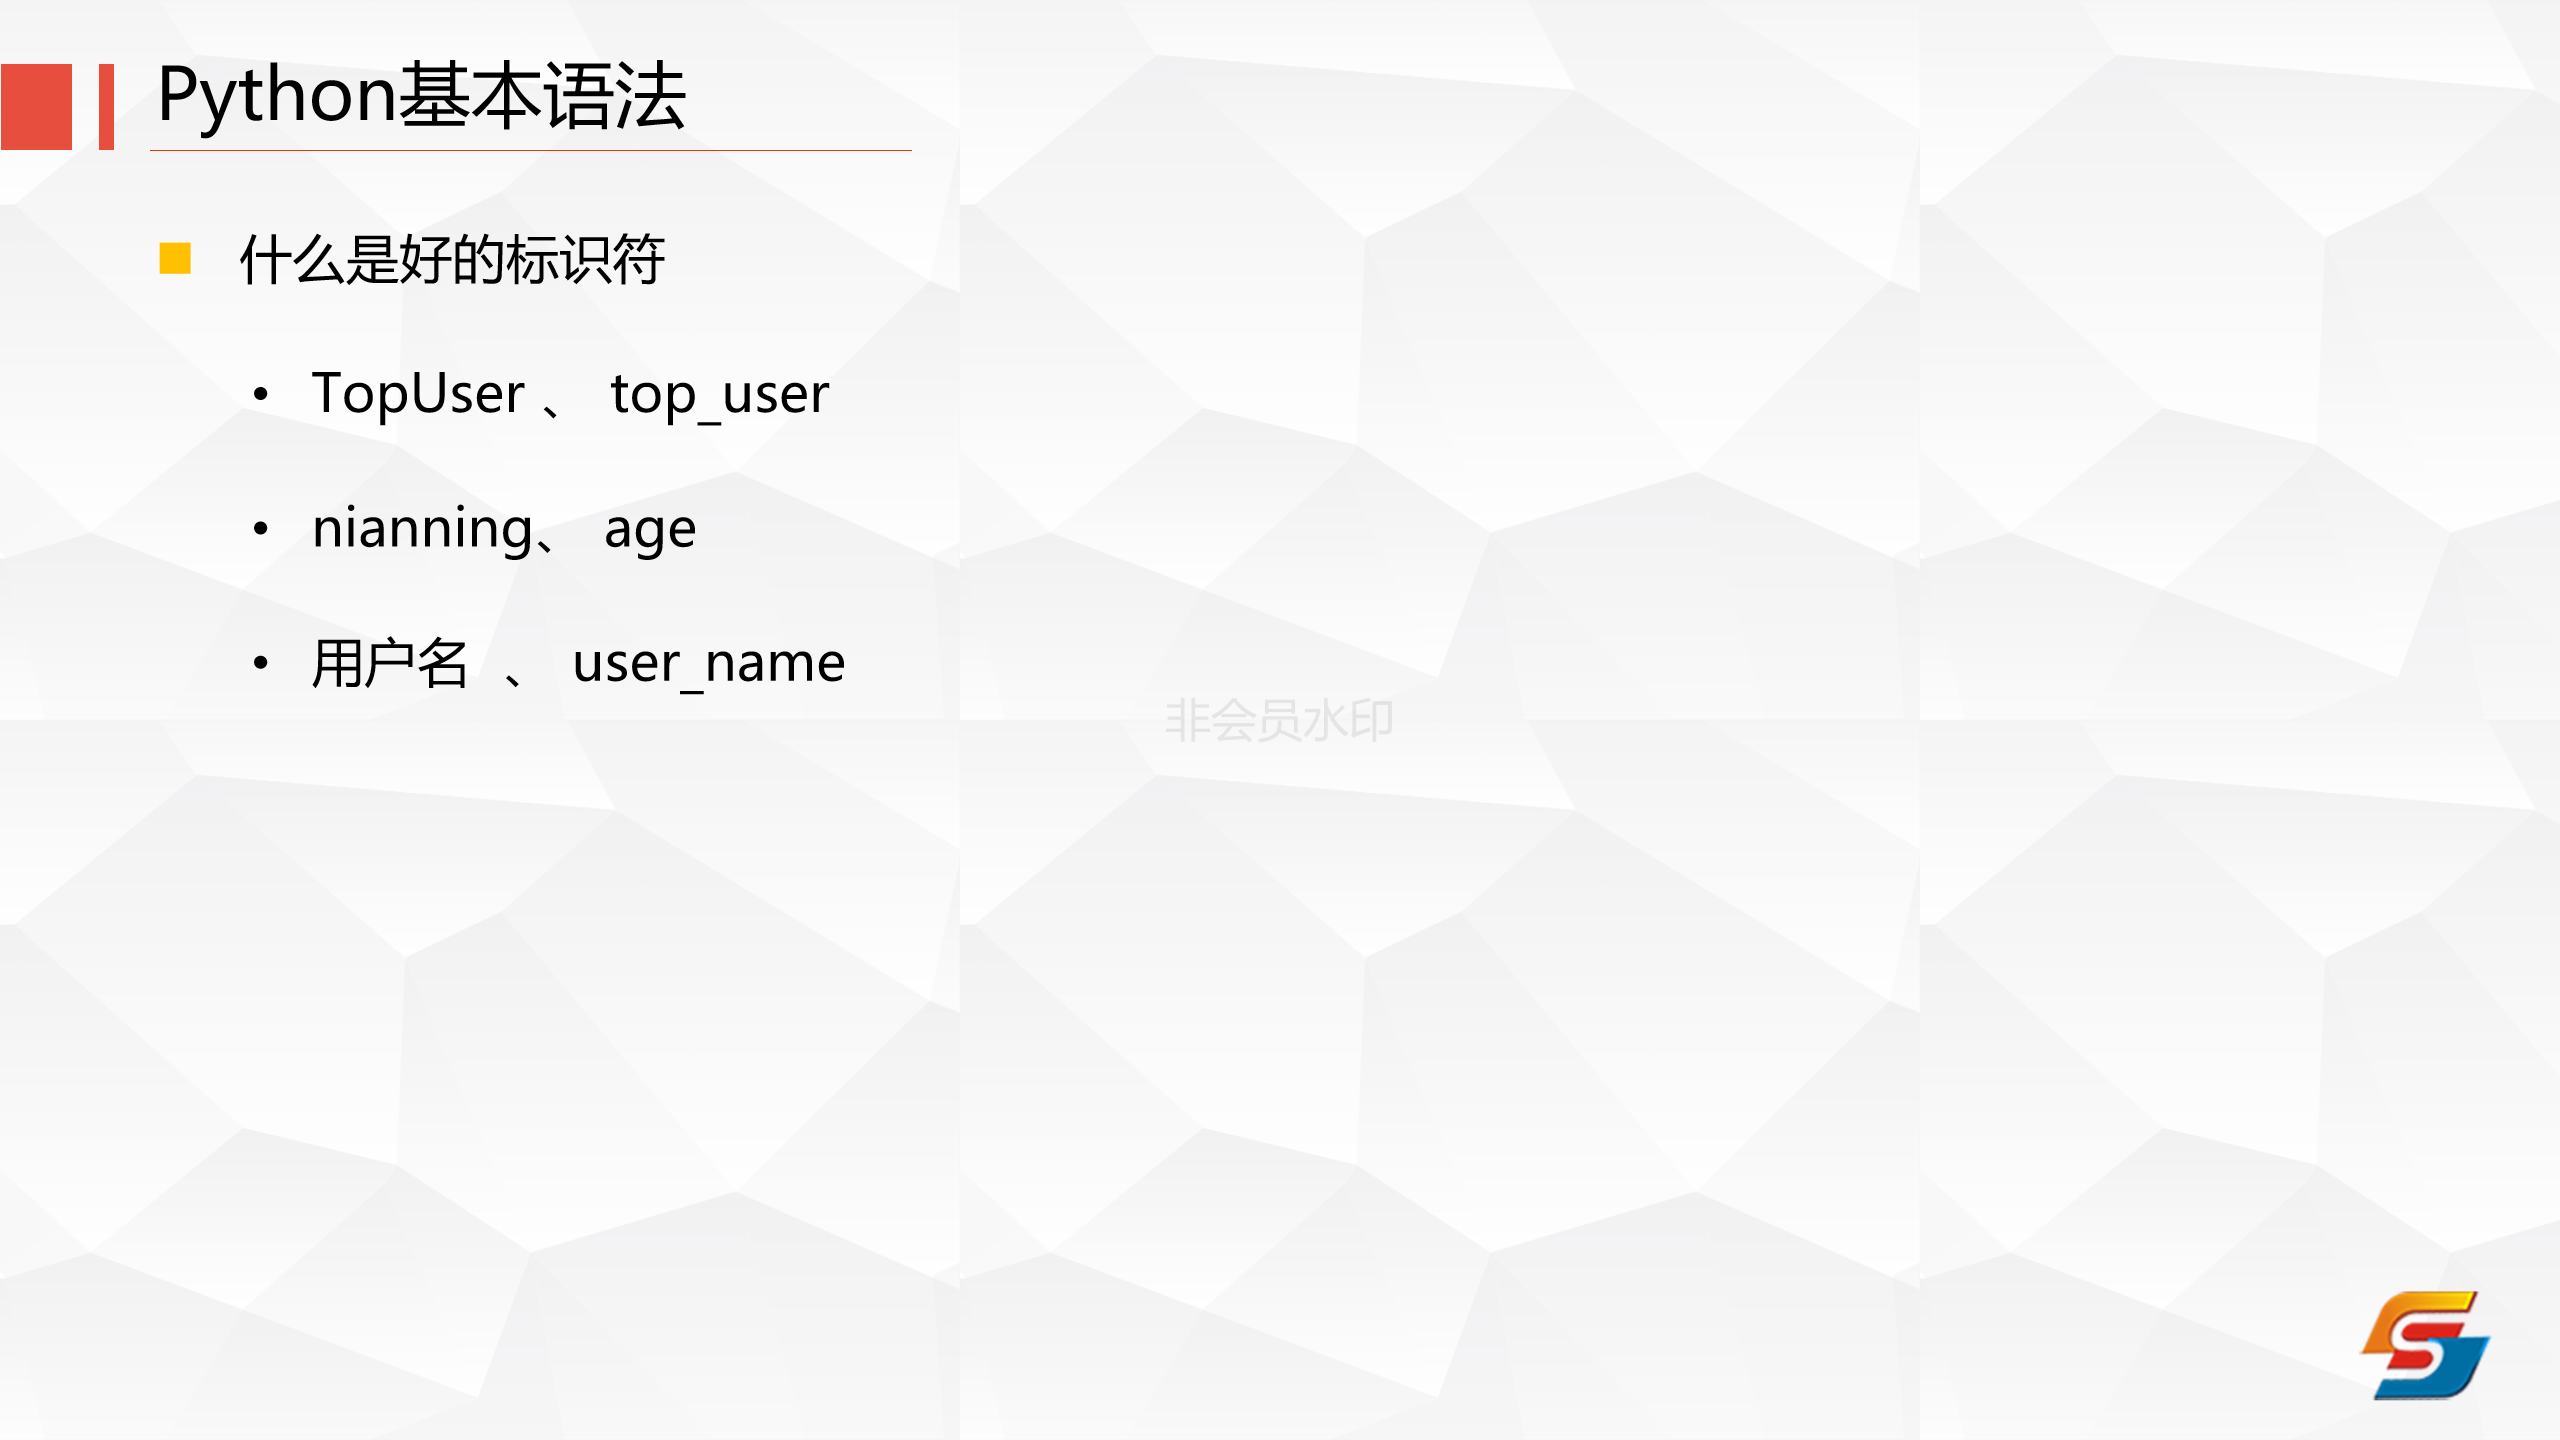 Python基本语法
什么是好的标识符
• TopUser 、 top_user
• nianning、 age
• 用户名 、 user_name
非会员水印